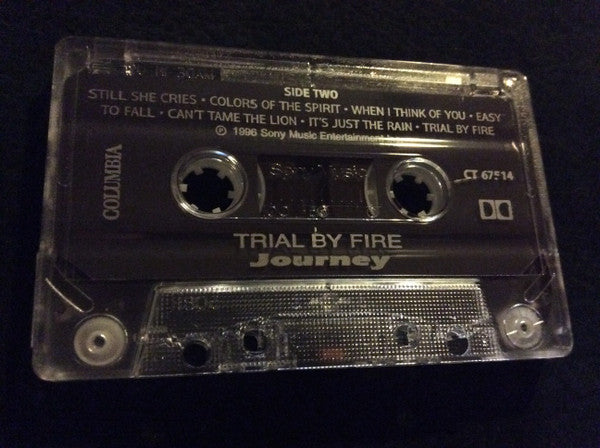 SIDE TWO
STILL SHE CRIES • COLORS OF THE SPIRIT • WHEN I THINK OF YOU • EASY
TO FALL • CAN'T TAME THE LION • IT'S JUST THE RAIN • TRIAL BY FIRE
℗ 1996 Sony Music Entertainment
COLUMBIA
Sony Music
CT 67514
TRIAL BY FIRE
Journey